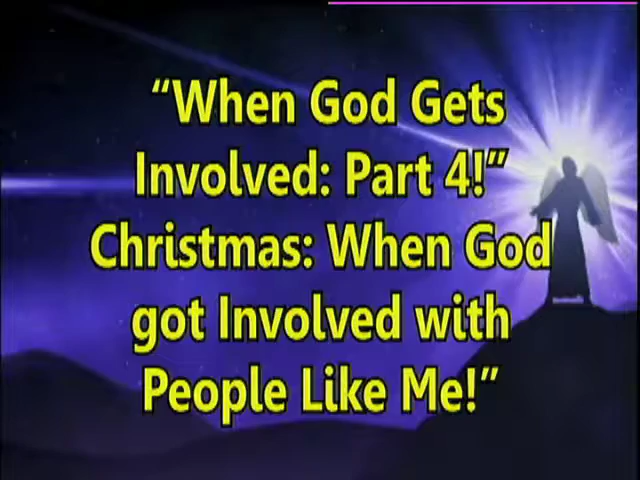 “When God Gets
Involved: Part 4!”
Christmas: When God
got Involved with
People Like Me!”